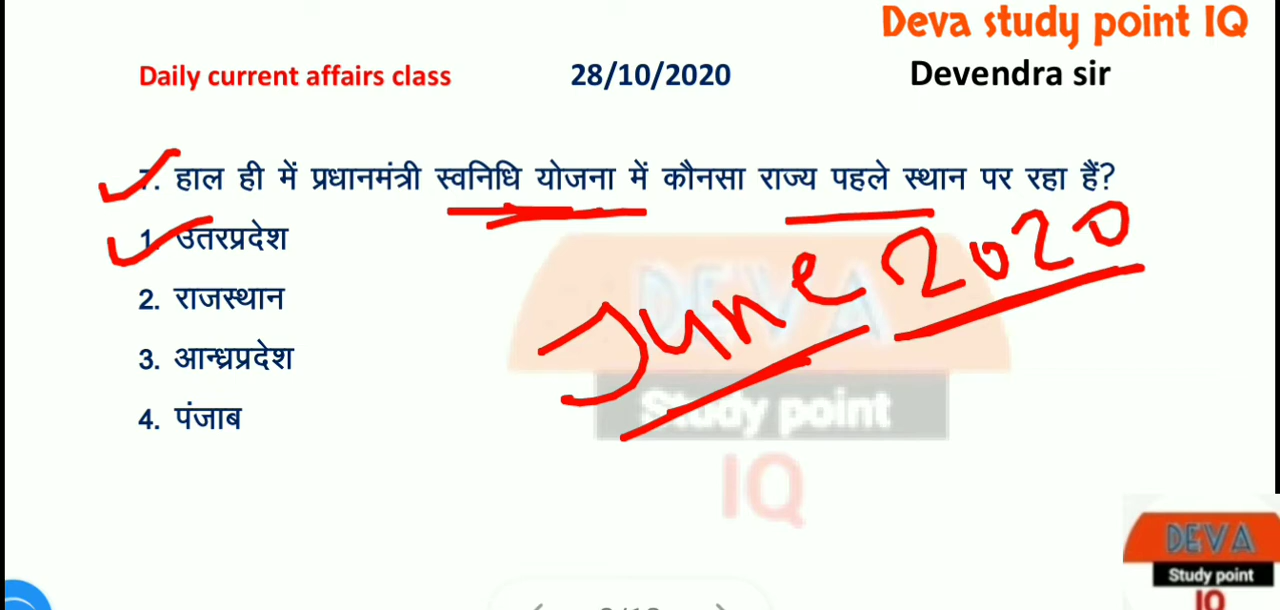 Deva study point IQ
Daily current affairs class 28/10/2020 Devendra sir
7. हाल ही में प्रधानमंत्री स्वनिधि योजना में कौनसा राज्य पहले स्थान पर रहा हैं?
1. उतरप्रदेश
2. राजस्थान
3. आन्ध्रप्रदेश
4. पंजाब
June 2020
DEVA
Study point
IQ
DEVA
Study point
IQ